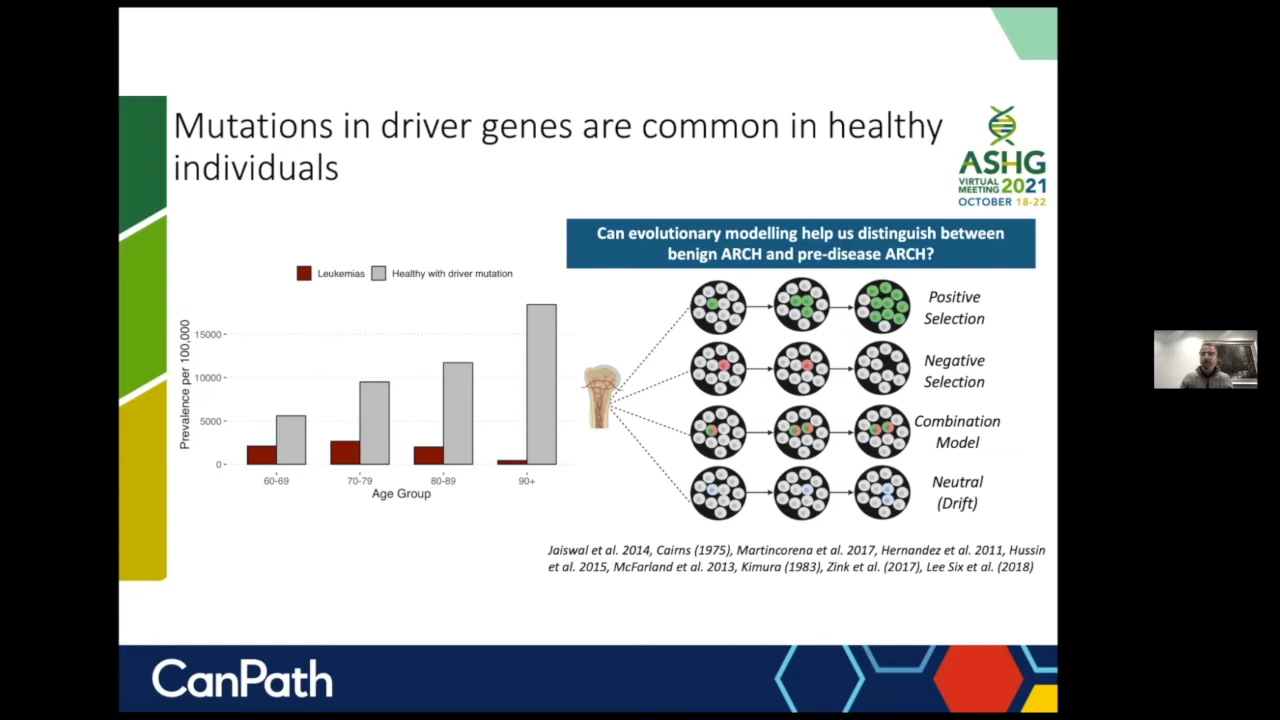 Mutations in driver genes are common in healthy
individuals
ASHG
VIRTUAL
MEETING 2021
OCTOBER 18-22
Can evolutionary modelling help us distinguish between
benign ARCH and pre-disease ARCH?
Leukemias Healthy with driver mutation
Prevalence per 100,000
15000
10000
5000
0
60-69 70-79 80-89 90+
Age Group
Positive
Selection
Negative
Selection
Combination
Model
Neutral
(Drift)
Jaiswal et al. 2014, Cairns (1975), Martincorena et al. 2017, Hernandez et al. 2011, Hussin
et al. 2015, McFarland et al. 2013, Kimura (1983), Zink et al. (2017), Lee Six et al. (2018)
CanPath